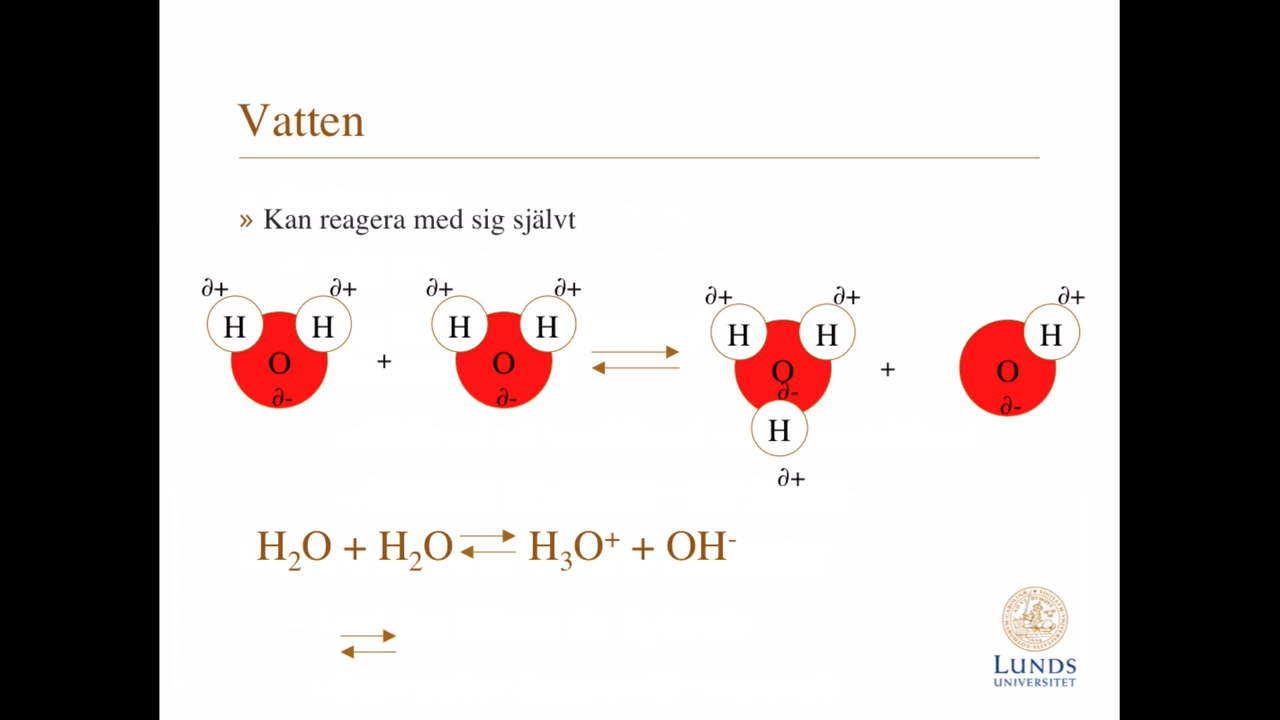 Vatten
» Kan reagera med sig självt
∂+ ∂+ ∂+ ∂+ ∂+ ∂+ ∂+
H H H H H H H
O + O O + O
∂- ∂- ∂- ∂-
H
∂+
H₂O + H₂O ⇄ H₃O⁺ + OH⁻
⇄
LUNDS
UNIVERSITET